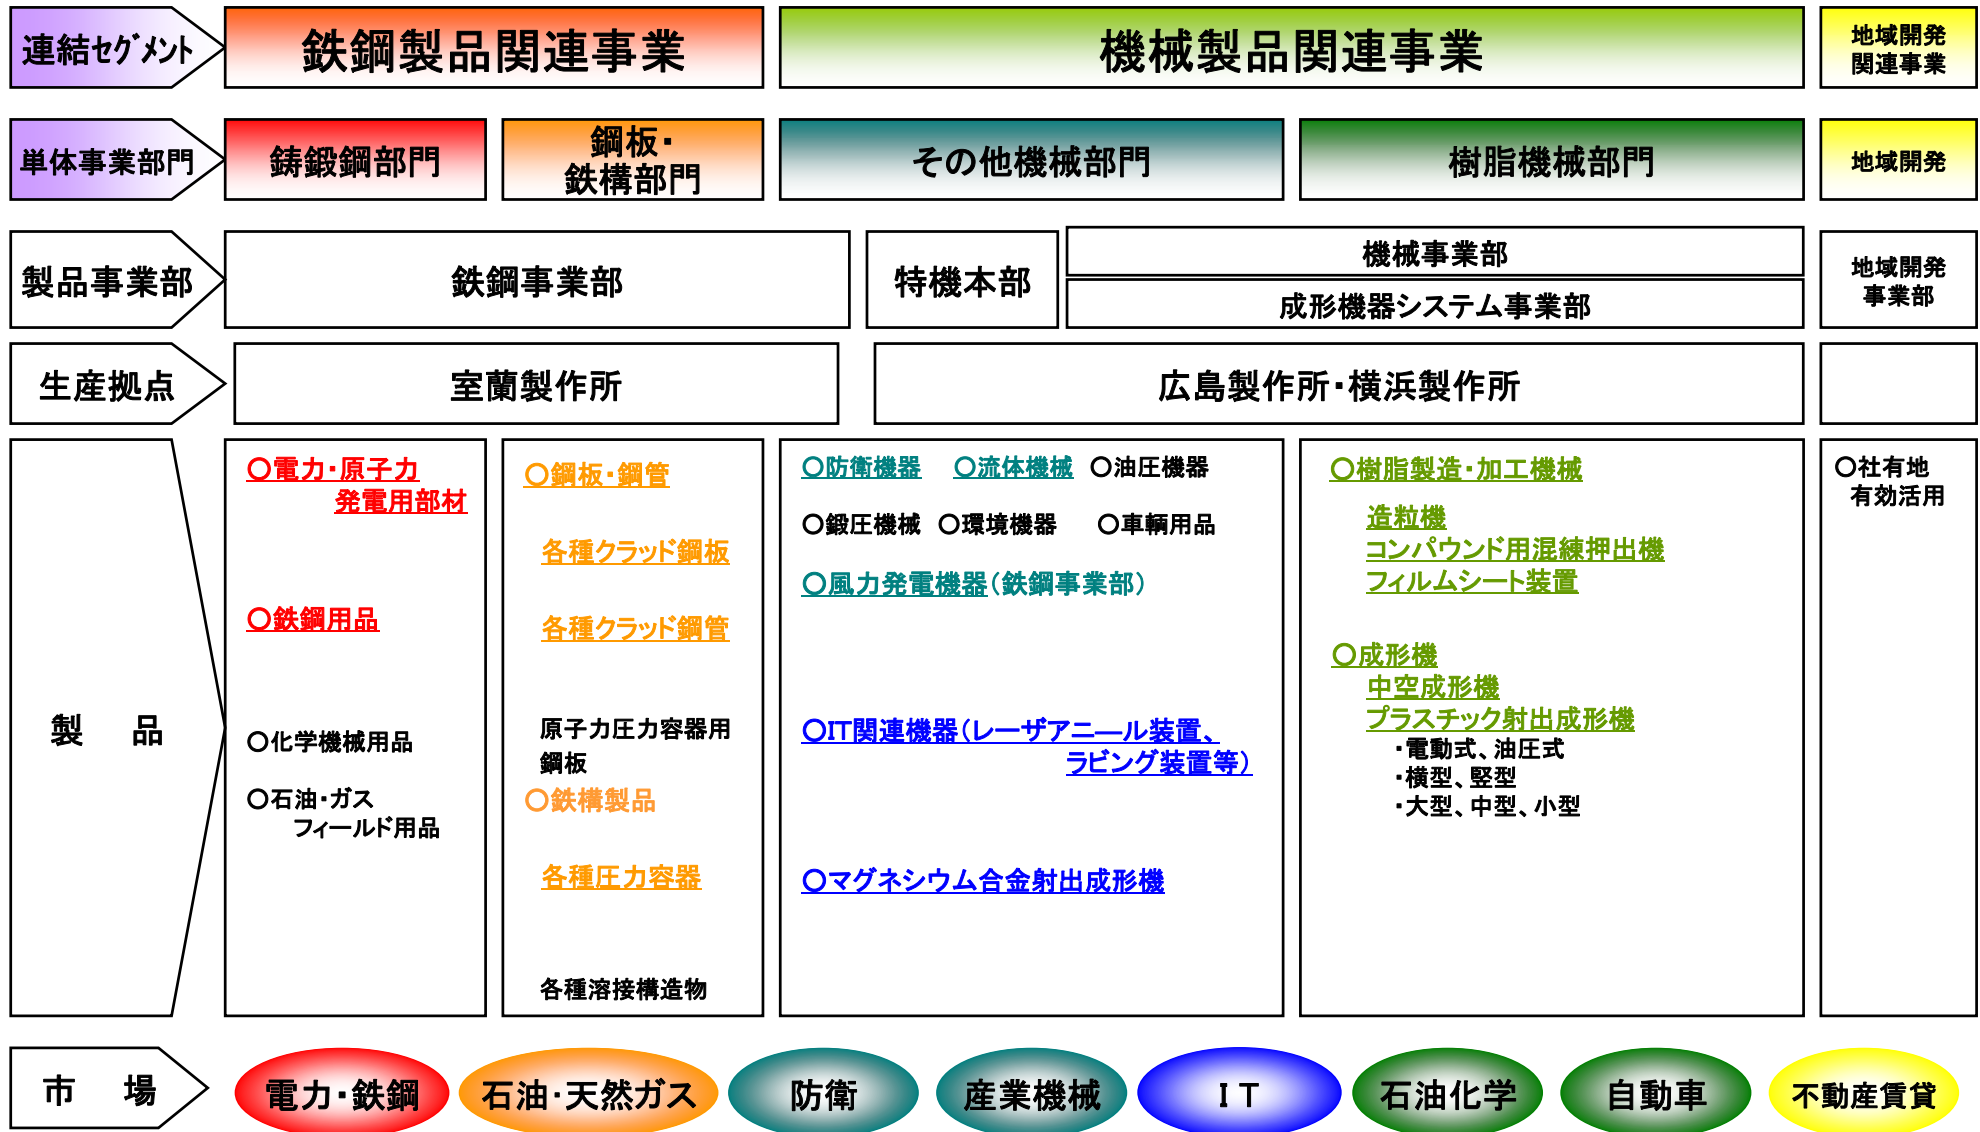 連結セグメント
鉄鋼製品関連事業
機械製品関連事業
地域開発
関連事業
単体事業部門
鋳鍛鋼部門
鋼板・
鉄構部門
その他機械部門
樹脂機械部門
地域開発
製品事業部
鉄鋼事業部
特機本部
機械事業部
成形機器システム事業部
地域開発
事業部
生産拠点
室蘭製作所
広島製作所・横浜製作所
製　品
○電力・原子力
発電用部材
○鉄鋼用品
○化学機械用品
○石油・ガス
フィールド用品
○鋼板・鋼管
各種クラッド鋼板
各種クラッド鋼管
原子力圧力容器用
鋼板
○鉄構製品
各種圧力容器
各種溶接構造物
○防衛機器　○流体機械　○油圧機器
○鍛圧機械　○環境機器　○車輌用品
○風力発電機器（鉄鋼事業部）
○IT関連機器（レーザアニ―ル装置、
ラビング装置等）
○マグネシウム合金射出成形機
○樹脂製造・加工機械
造粒機
コンパウンド用混練押出機
フィルムシート装置
○成形機
中空成形機
プラスチック射出成形機
・電動式、油圧式
・横型、竪型
・大型、中型、小型
○社有地
有効活用
市　場
電力・鉄鋼
石油・天然ガス
防衛
産業機械
ＩＴ
石油化学
自動車
不動産賃貸